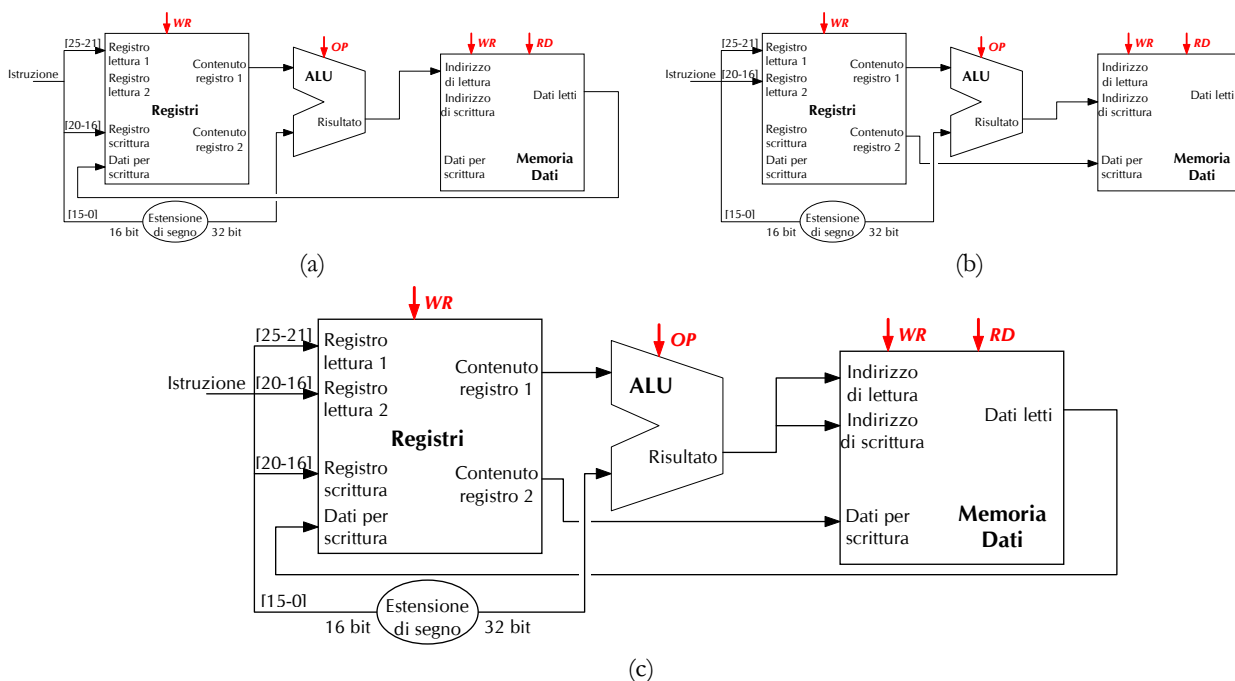 WR
[25-21]
Registro
lettura 1
Istruzione
Registro
lettura 2
Contenuto
registro 1
Registri
[20-16]
Registro
scrittura
Contenuto
registro 2
Dati per
scrittura
[15-0]
16 bit
Estensione
di segno
32 bit
OP
ALU
Risultato
WR
RD
Indirizzo
di lettura
Indirizzo
di scrittura
Dati letti
Dati per
scrittura
Memoria
Dati
(a)
WR
[25-21]
Registro
lettura 1
Istruzione
[20-16]
Registro
lettura 2
Contenuto
registro 1
Registri
Registro
scrittura
Contenuto
registro 2
Dati per
scrittura
[15-0]
16 bit
Estensione
di segno
32 bit
OP
ALU
Risultato
WR
RD
Indirizzo
di lettura
Indirizzo
di scrittura
Dati letti
Dati per
scrittura
Memoria
Dati
(b)
WR
[25-21]
Registro
lettura 1
Istruzione
[20-16]
Registro
lettura 2
Contenuto
registro 1
Registri
[20-16]
Registro
scrittura
Contenuto
registro 2
Dati per
scrittura
[15-0]
16 bit
Estensione
di segno
32 bit
OP
ALU
Risultato
WR
RD
Indirizzo
di lettura
Indirizzo
di scrittura
Dati letti
Dati per
scrittura
Memoria
Dati
(c)